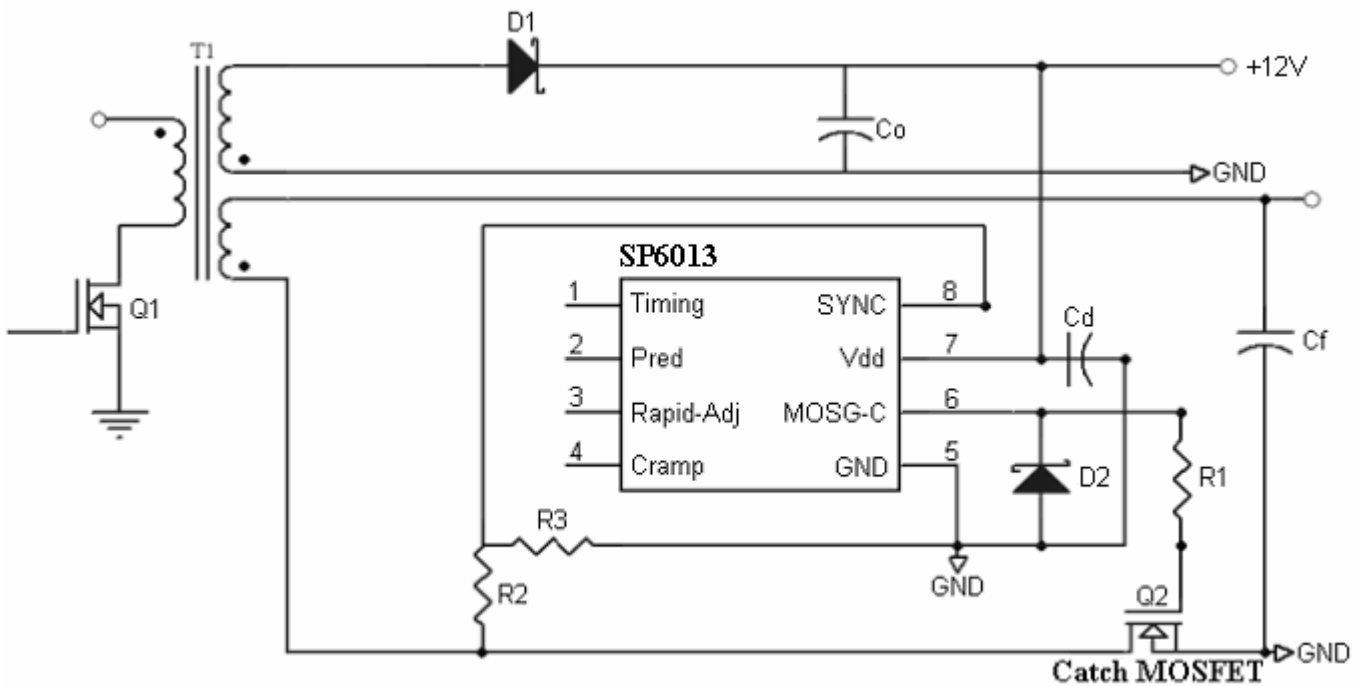 D1
T1
+12V
Co
GND
SP6013
Q1
1 Timing SYNC 8
Cd
2 Pred Vdd 7
Cf
3 Rapid-Adj MOSG-C 6
4 Cramp GND 5
D2
R1
R3
GND
R2
Q2
GND
Catch MOSFET